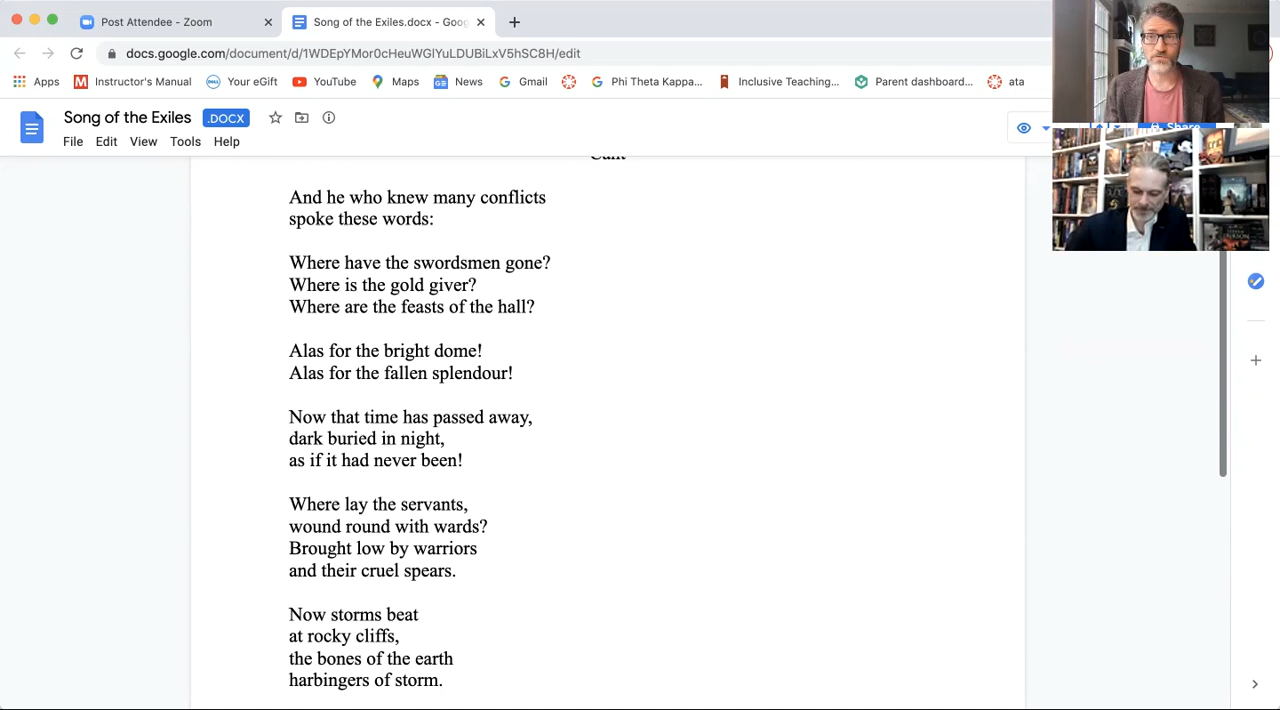 Post Attendee - Zoom
Song of the Exiles.docx - Goo
docs.google.com/document/d/1WDEpYMor0cHeuWGlYuLDUBiLxV5hSC8H/edit
Apps
Instructor's Manual
Your eGift
YouTube
Maps
News
Gmail
Phi Theta Kappa...
Inclusive Teaching...
Parent dashboard...
ata
Song of the Exiles
.DOCX
File Edit View Tools Help
Share
And he who knew many conflicts
spoke these words:
Where have the swordsmen gone?
Where is the gold giver?
Where are the feasts of the hall?
Alas for the bright dome!
Alas for the fallen splendour!
Now that time has passed away,
dark buried in night,
as if it had never been!
Where lay the servants,
wound round with wards?
Brought low by warriors
and their cruel spears.
Now storms beat
at rocky cliffs,
the bones of the earth
harbingers of storm.